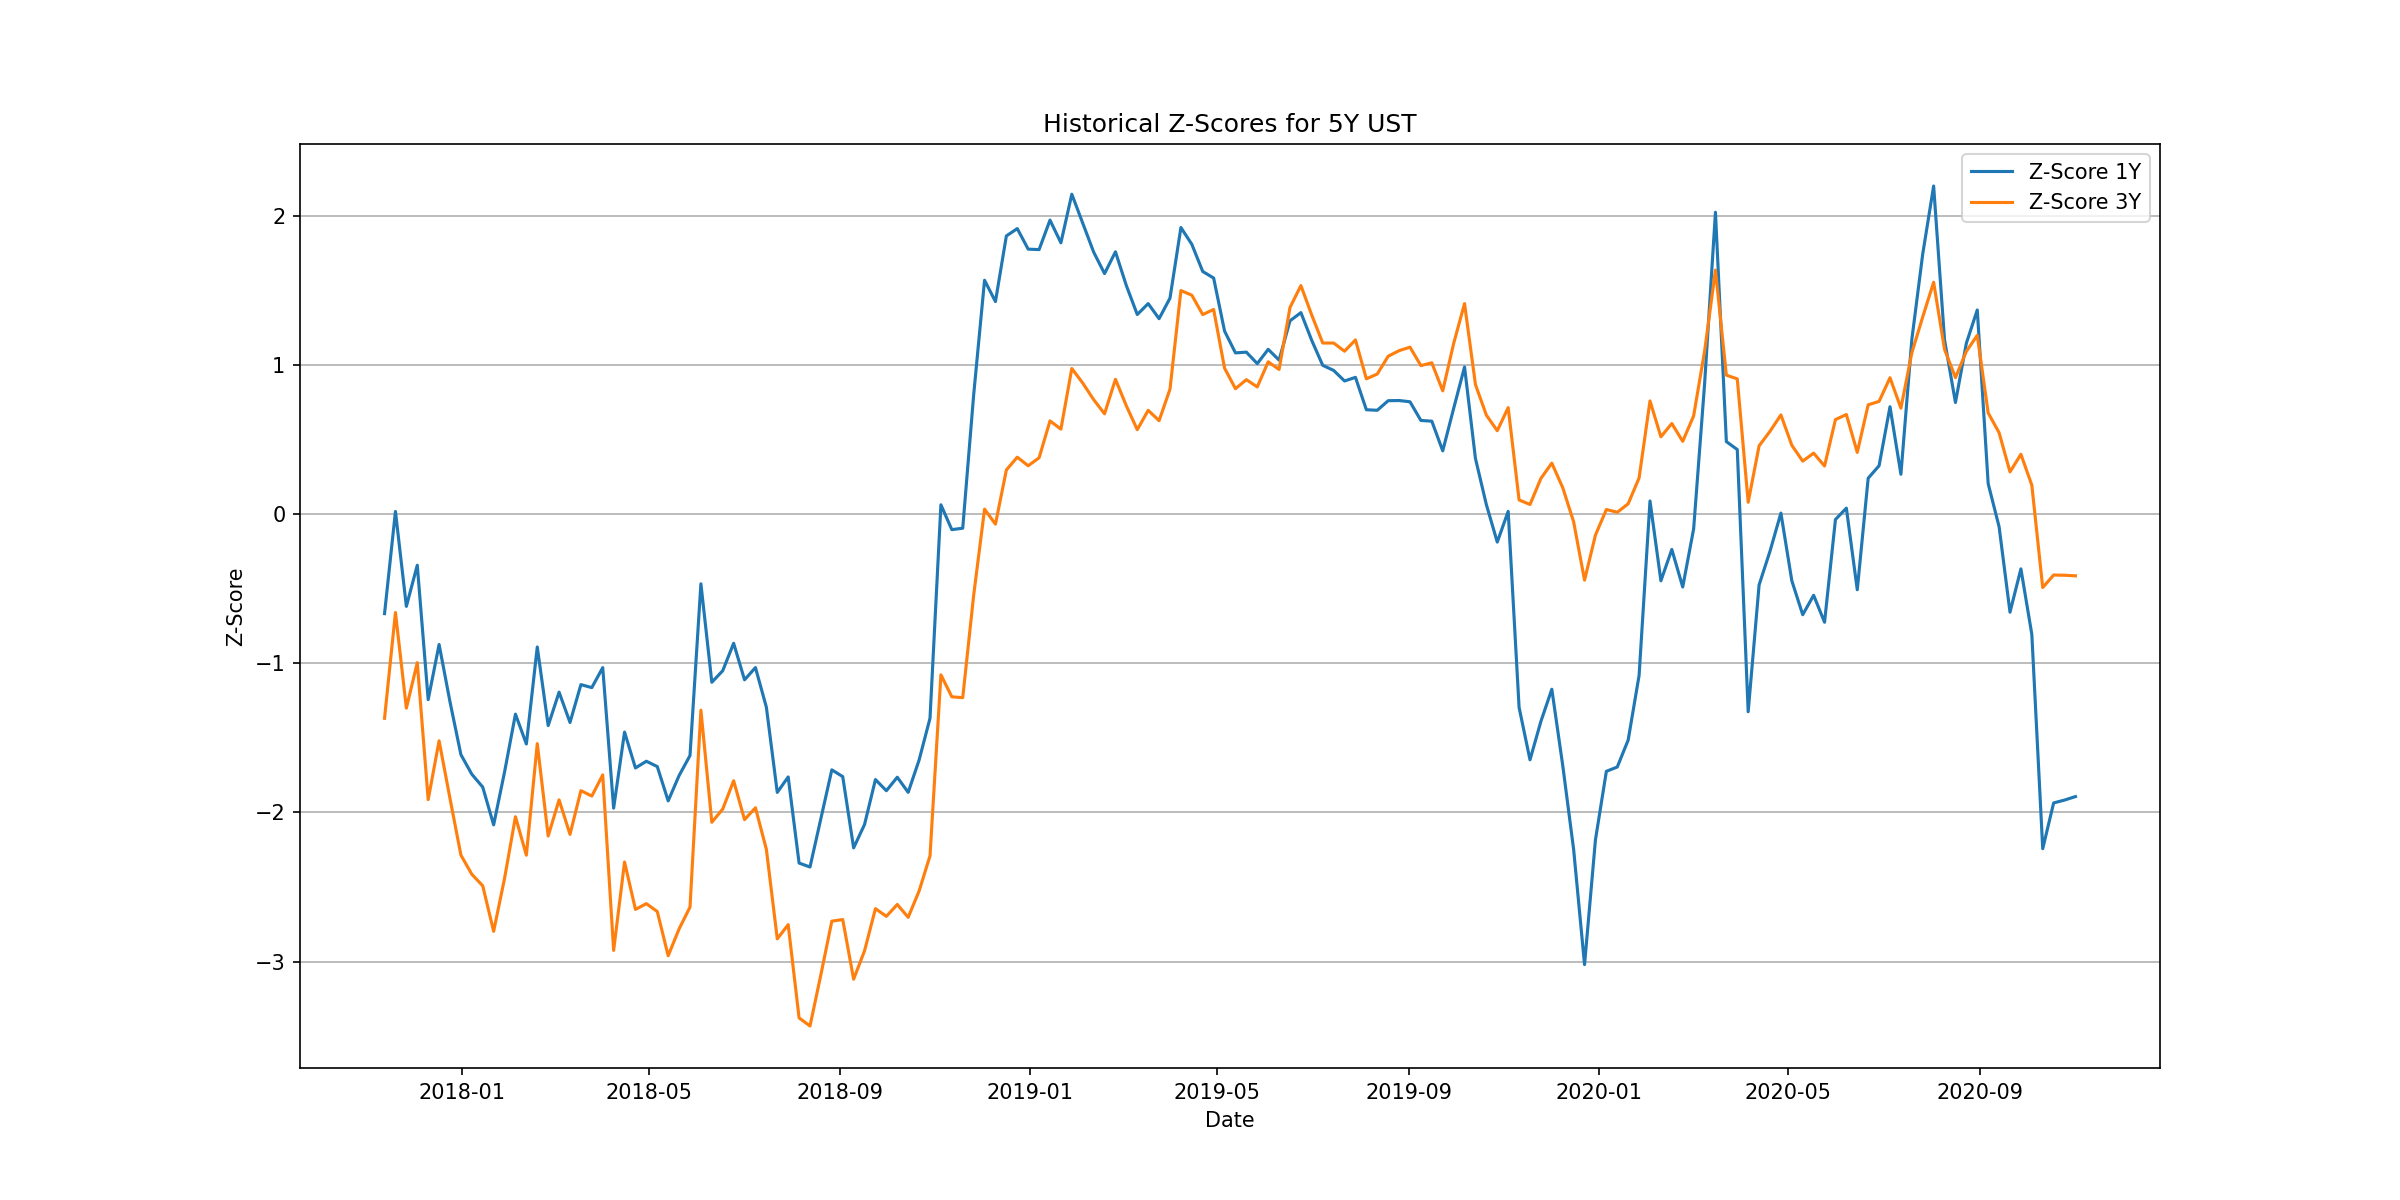 Historical Z-Scores for 5Y UST
Z-Score 1Y
Z-Score 3Y
2
1
0
−1
−2
−3
Z-Score
2018-01 2018-05 2018-09 2019-01 2019-05 2019-09 2020-01 2020-05 2020-09
Date